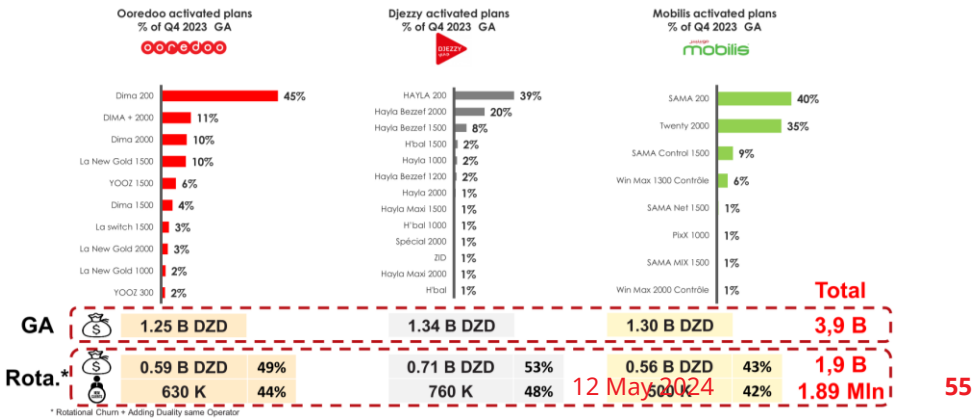 Ooredoo activated plans
% of Q4 2023 GA
ooredoo
Dima 200 45%
DIMA + 2000 11%
Dima 2000 10%
La New Gold 1500 10%
YOOZ 1500 6%
Dima 1500 4%
La switch 1500 3%
La New Gold 2000 3%
La New Gold 1000 2%
YOOZ 300 2%
Djezzy activated plans
% of Q4 2023 GA
DJEZZY
HAYLA 200 39%
Hayla Bezzef 2000 20%
Hayla Bezzef 1500 8%
H'bal 1500 2%
Hayla 1000 2%
Hayla Bezzef 1200 2%
Hayla 2000 1%
Hayla Maxi 1500 1%
H'bal 1000 1%
Spécial 2000 1%
ZID 1%
Hayla Maxi 2000 1%
H'bal 1%
Mobilis activated plans
% of Q4 2023 GA
mobilis
SAMA 200 40%
Twenty 2000 35%
SAMA Control 1500 9%
Win Max 1300 Contrôle 6%
SAMA Net 1500 1%
PixX 1000 1%
SAMA MIX 1500 1%
Win Max 2000 Contrôle 1%
Total
GA $ 1.25 B DZD 1.34 B DZD 1.30 B DZD 3,9 B
Rota.*
$ 0.59 B DZD 49% 0.71 B DZD 53% 0.56 B DZD 43% 1,9 B
630 K 44% 760 K 48% 500 K 42% 1.89 Mln
12 May 2024
55
* Rotational Churn + Adding Duality same Operator